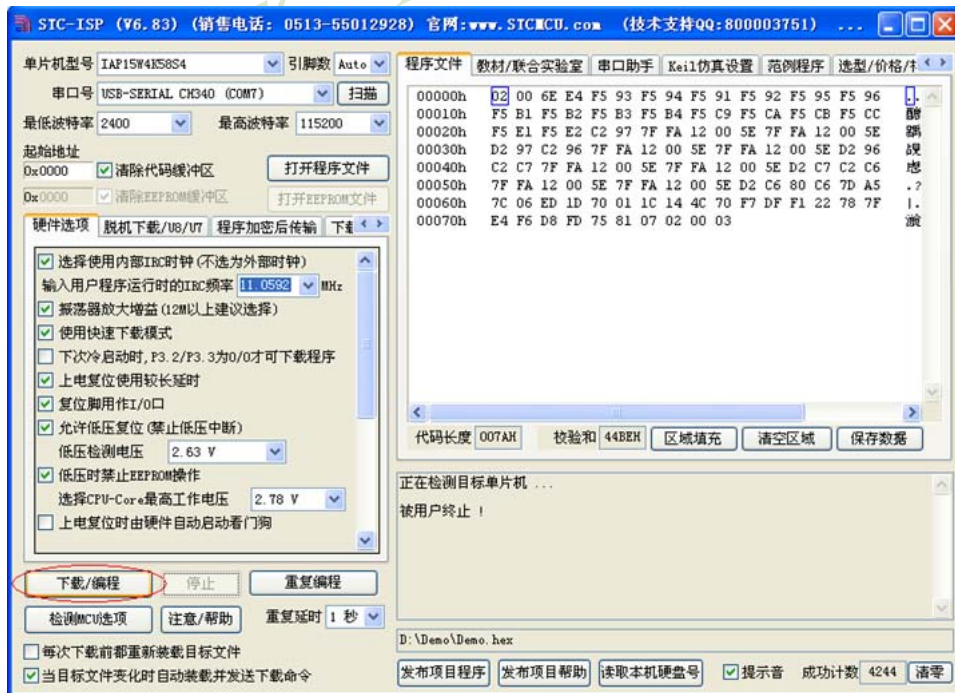 STC-ISP (V6.83) (销售电话: 0513-55012928) 官网:www.STCMCU.com (技术支持QQ:800003751) ...
单片机型号 IAP15W4K58S4 引脚数 Auto
串口号 USB-SERIAL CH340 (COM7) 扫描
最低波特率 2400 最高波特率 115200
起始地址
0x0000 清除代码缓冲区 打开程序文件
0x0000 清除EEPROM缓冲区 打开EEPROM文件
硬件选项 脱机下载/U8/U7 程序加密后传输
选择使用内部IRC时钟(不选为外部时钟)
输入用户程序运行时的IRC频率 11.0592 MHz
振荡器放大增益(12M以上建议选择)
使用快速下载模式
下次冷启动时,P3.2/P3.3为0/0才可下载程序
上电复位使用较长延时
复位脚用作I/O口
允许低压复位(禁止低压中断)
低压检测电压 2.63 V
低压时禁止EEPROM操作
选择CPU-Core最高工作电压 2.78 V
上电复位时由硬件自动启动看门狗
下载/编程 停止 重复编程
检测MCU选项 注意/帮助 重复延时 1 秒
每次下载前都重新装载目标文件
当目标文件变化时自动装载并发送下载命令
程序文件 教材/联合实验室 串口助手 Keil仿真设置 范例程序 选型/价格/
00000h 02 00 6E E4 F5 93 F5 94 F5 91 F5 92 F5 95 F5 96
00010h F5 B1 F5 B2 F5 B3 F5 B4 F5 C9 F5 CA F5 CB F5 CC
00020h F5 E1 F5 E2 C2 97 7F FA 12 00 5E 7F FA 12 00 5E
00030h D2 97 C2 96 7F FA 12 00 5E 7F FA 12 00 5E D2 96
00040h C2 C7 7F FA 12 00 5E 7F FA 12 00 5E D2 C7 C2 C6
00050h 7F FA 12 00 5E 7F FA 12 00 5E D2 C6 80 C6 7D A5 .?
00060h 7C 06 ED 1D 70 01 1C 14 4C 70 F7 DF F1 22 78 7F |.
00070h E4 F6 D8 FD 75 81 07 02 00 03
代码长度 007AH 校验和 44BEH 区域填充 清空区域 保存数据
正在检测目标单片机 ...
被用户终止 !
D:\Demo\Demo.hex
发布项目程序 发布项目帮助 读取本机硬盘号 提示音 成功计数 4244 清零